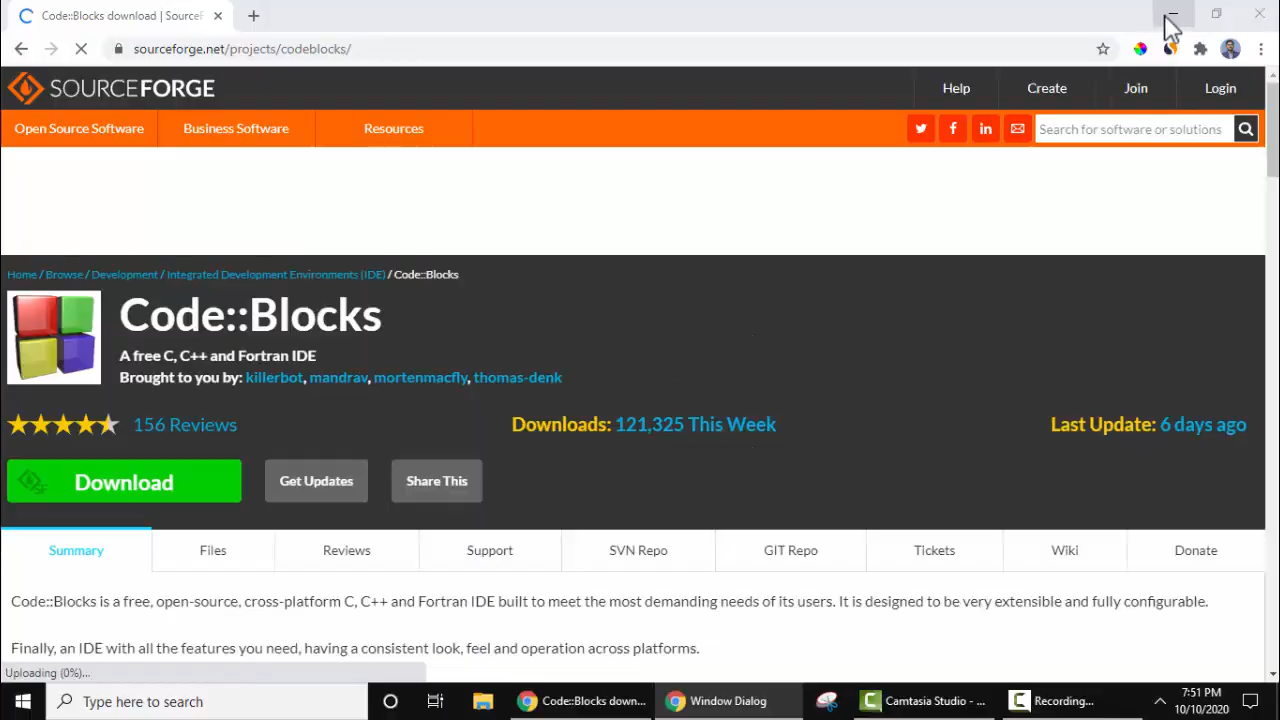 Code::Blocks download | SourceF
sourceforge.net/projects/codeblocks/
SOURCEFORGE
Help
Create
Join
Login
Open Source Software
Business Software
Resources
Search for software or solutions
Home / Browse / Development / Integrated Development Environments (IDE) / Code::Blocks
Code::Blocks
A free C, C++ and Fortran IDE
Brought to you by: killerbot, mandrav, mortenmacfly, thomas-denk
156 Reviews
Downloads: 121,325 This Week
Last Update: 6 days ago
Download
Get Updates
Share This
Summary
Files
Reviews
Support
SVN Repo
GIT Repo
Tickets
Wiki
Donate
Code::Blocks is a free, open-source, cross-platform C, C++ and Fortran IDE built to meet the most demanding needs of its users. It is designed to be very extensible and fully configurable.
Finally, an IDE with all the features you need, having a consistent look, feel and operation across platforms.
Uploading (0%)...
Type here to search
Code::Blocks down...
Window Dialog
Camtasia Studio - ...
Recording...
7:51 PM
10/10/2020